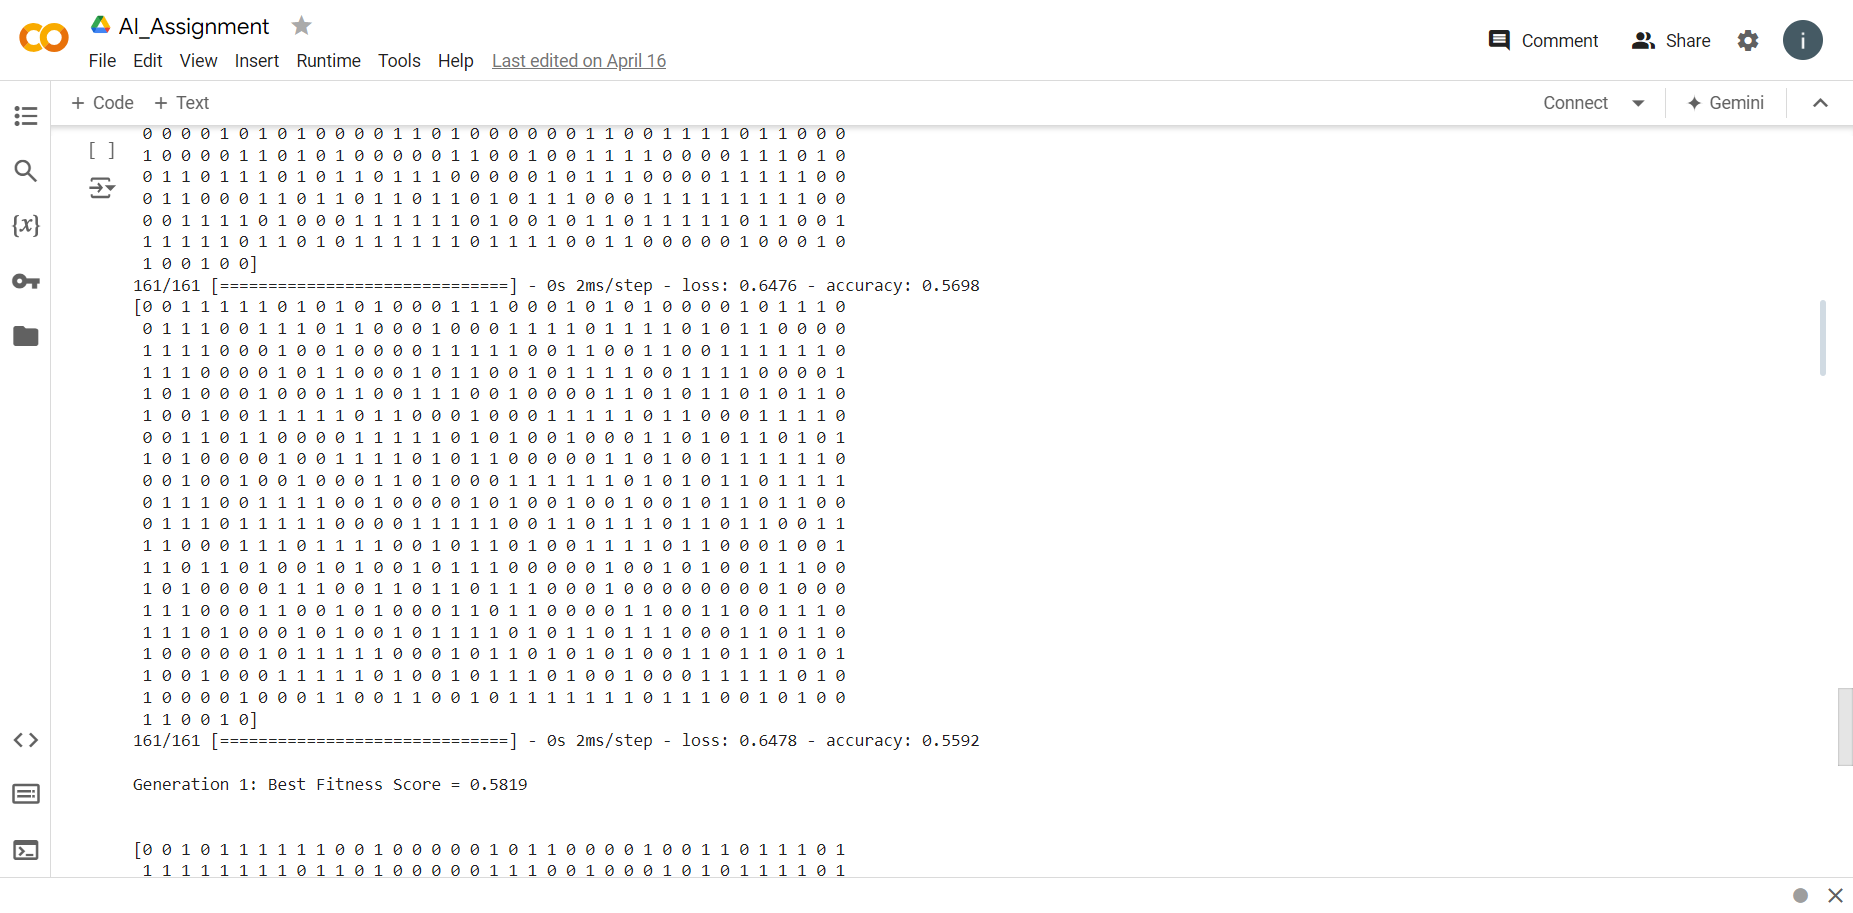 AI_Assignment
File Edit View Insert Runtime Tools Help Last edited on April 16
Comment
Share
i
+ Code + Text
Connect
Gemini
[ ]
0 0 0 0 1 0 1 0 1 0 0 0 0 1 1 0 1 0 0 0 0 0 0 1 1 0 0 1 1 1 1 0 1 1 0 0 0
1 0 0 0 0 1 1 0 1 0 1 0 0 0 0 0 1 1 0 0 1 0 0 1 1 1 1 0 0 0 0 1 1 1 0 1 0
0 1 1 0 1 1 1 0 1 0 1 1 0 1 1 1 0 0 0 0 0 1 0 1 1 1 0 0 0 0 1 1 1 1 1 0 0
0 1 1 0 0 0 1 1 0 1 1 0 1 1 0 1 1 0 1 0 1 1 1 0 0 0 1 1 1 1 1 1 1 1 1 0 0
0 0 1 1 1 1 0 1 0 0 0 1 1 1 1 1 1 0 1 0 0 1 0 1 1 0 1 1 1 1 1 0 1 1 0 0 1
1 1 1 1 1 0 1 1 0 1 0 1 1 1 1 1 1 0 1 1 1 1 0 0 1 1 0 0 0 0 0 1 0 0 0 1 0
1 0 0 1 0 0]
161/161 [==============================] - 0s 2ms/step - loss: 0.6476 - accuracy: 0.5698
[0 0 1 1 1 1 1 0 1 0 1 0 1 0 0 0 1 1 1 0 0 0 1 0 1 0 1 0 0 0 0 1 0 1 1 1 0
0 1 1 1 0 0 1 1 1 0 1 1 0 0 0 1 0 0 0 1 1 1 1 0 1 1 1 1 0 1 0 1 1 0 0 0 0
1 1 1 1 0 0 0 1 0 0 1 0 0 0 0 1 1 1 1 1 0 0 1 1 0 0 1 1 0 0 1 1 1 1 1 1 0
1 1 1 0 0 0 0 1 0 1 1 0 0 0 1 0 1 1 0 0 1 0 1 1 1 1 0 0 1 1 1 1 0 0 0 0 1
1 0 1 0 0 0 1 0 0 0 1 1 0 0 1 1 1 0 0 1 0 0 0 0 1 1 0 1 0 1 1 0 1 0 1 1 0
1 0 0 1 0 0 1 1 1 1 1 0 1 1 0 0 0 1 0 0 0 1 1 1 1 1 0 1 1 0 0 0 1 1 1 1 0
0 0 1 1 0 1 1 0 0 0 0 1 1 1 1 1 0 1 0 1 0 0 1 0 0 0 1 1 0 1 0 1 1 0 1 0 1
1 0 1 0 0 0 0 1 0 0 1 1 1 1 0 1 0 1 1 0 0 0 0 0 1 1 0 1 0 0 1 1 1 1 1 1 0
0 0 1 0 0 1 0 0 1 0 0 0 1 1 0 1 0 0 0 1 1 1 1 1 1 0 1 0 1 0 1 1 0 1 1 1 1
0 1 1 1 0 0 1 1 1 1 0 0 1 0 0 0 0 1 0 1 0 0 1 0 0 1 0 0 1 0 1 1 0 1 1 0 0
0 1 1 1 0 1 1 1 1 1 0 0 0 0 1 1 1 1 1 0 0 1 1 0 1 1 1 0 1 1 0 1 1 0 0 1 1
1 1 0 0 0 1 1 1 0 1 1 1 1 0 0 1 0 1 1 0 1 0 0 1 1 1 1 0 1 1 0 0 0 1 0 0 1
1 1 0 1 1 0 1 0 0 1 0 1 0 0 1 0 1 1 1 0 0 0 0 0 1 0 0 1 0 1 0 0 1 1 1 0 0
1 0 1 0 0 0 0 1 1 1 0 0 1 1 0 1 1 0 1 1 1 0 0 0 1 0 0 0 0 0 0 0 0 1 0 0 0
1 1 1 0 0 0 1 1 0 0 1 0 1 0 0 0 1 1 0 1 1 0 0 0 0 1 1 0 0 1 1 0 0 1 1 1 0
1 1 1 0 1 0 0 0 1 0 1 0 0 1 0 1 1 1 1 0 1 0 1 1 0 1 1 1 0 0 0 1 1 0 1 1 0
1 0 0 0 0 0 1 0 1 1 1 1 1 0 0 0 1 0 1 1 0 1 0 1 0 1 0 0 1 1 0 1 1 0 1 0 1
1 0 0 1 0 0 0 1 1 1 1 1 0 1 0 0 1 0 1 1 1 0 1 0 0 1 0 0 0 1 1 1 1 1 0 1 0
1 0 0 0 0 1 0 0 0 1 1 0 0 1 1 0 0 1 0 1 1 1 1 1 1 1 0 1 1 1 0 0 1 0 1 0 0
1 1 0 0 1 0]
161/161 [==============================] - 0s 2ms/step - loss: 0.6478 - accuracy: 0.5592
Generation 1: Best Fitness Score = 0.5819
[0 0 1 0 1 1 1 1 1 1 0 0 1 0 0 0 0 0 1 0 1 1 0 0 0 0 1 0 0 1 1 0 1 1 1 0 1
1 1 1 1 1 1 1 1 0 1 1 0 1 0 0 0 0 0 1 1 1 0 0 1 0 0 0 1 0 1 0 1 1 1 1 0 1